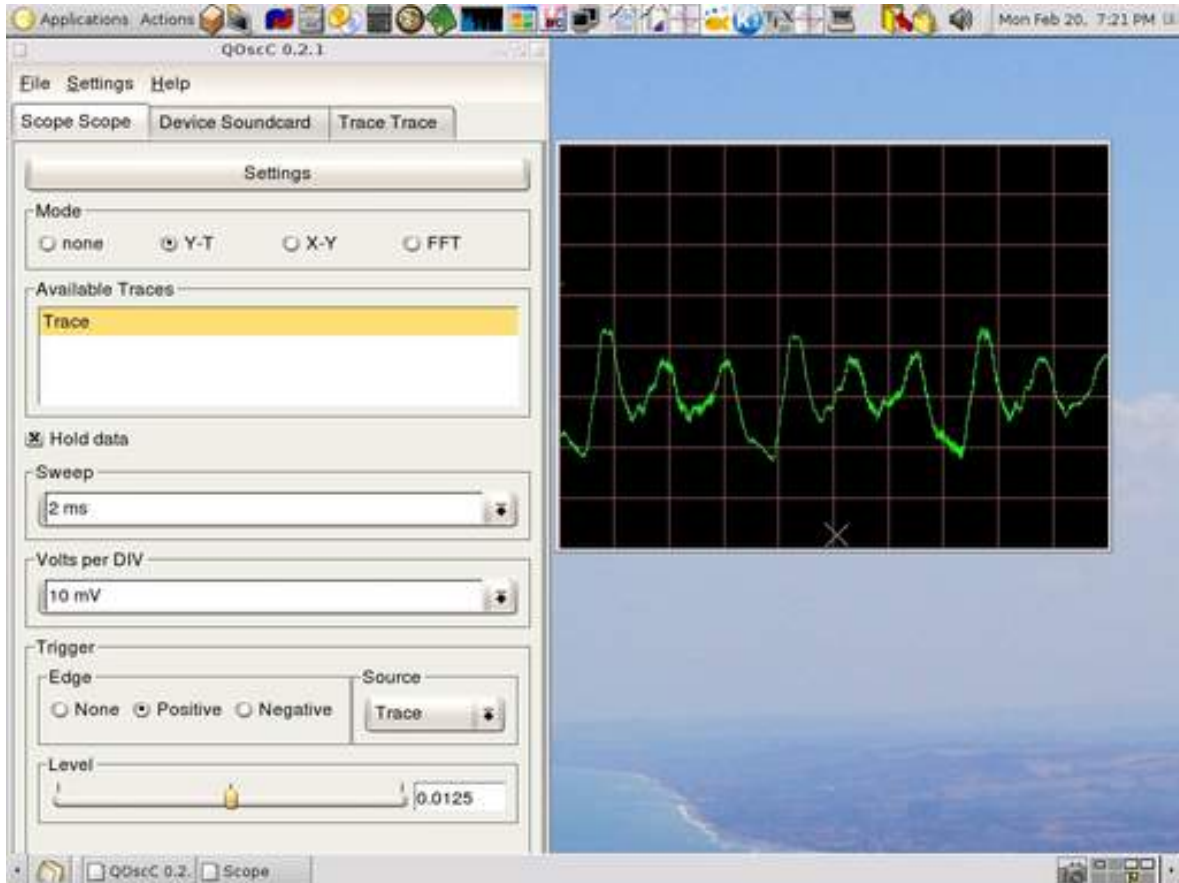 Applications Actions Mon Feb 20, 7:21 PM
QOscC 0.2.1
File Settings Help
Scope Scope Device Soundcard Trace Trace
Settings
Mode
none Y-T X-Y FFT
Available Traces
Trace
Hold data
Sweep
2 ms
Volts per DIV
10 mV
Trigger
Edge Source
None Positive Negative Trace
Level
0.0125
QOscC 0.2. Scope